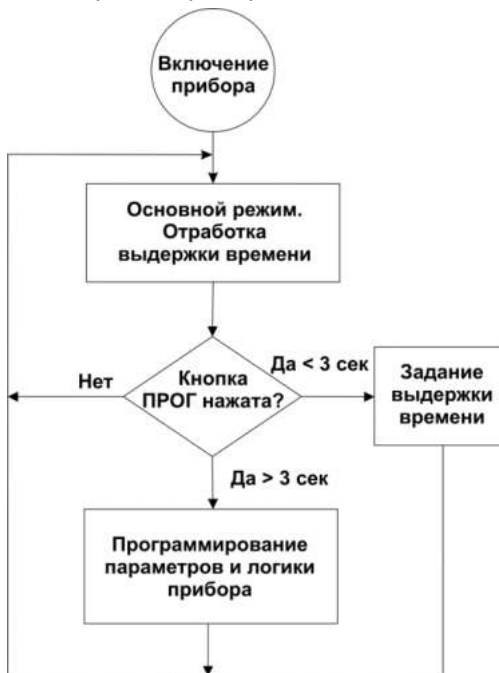 Включение
прибора
Основной режим.
Отработка
выдержки времени
Нет
Кнопка
ПРОГ нажата?
Да < 3 сек
Задание
выдержки
времени
Да > 3 сек
Программирование
параметров и логики
прибора